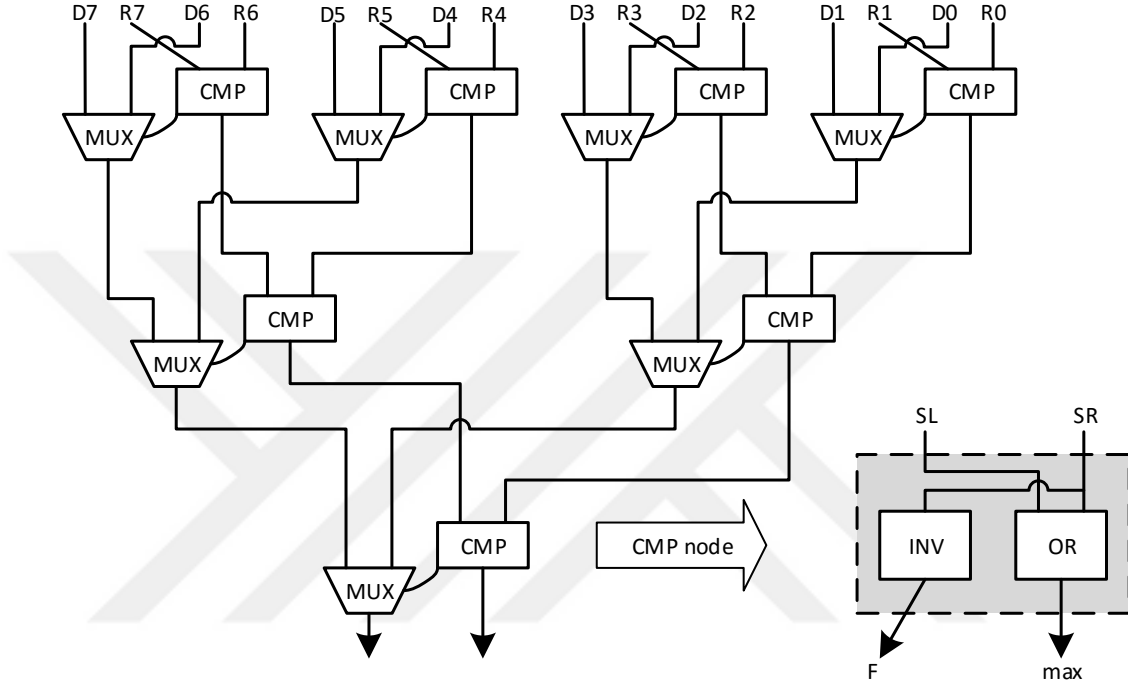 D7 R7 D6 R6 D5 R5 D4 R4 D3 R3 D2 R2 D1 R1 D0 R0
CMP CMP CMP CMP
MUX MUX MUX MUX
CMP CMP
MUX MUX
SL SR
CMP CMP node INV OR
MUX
F max